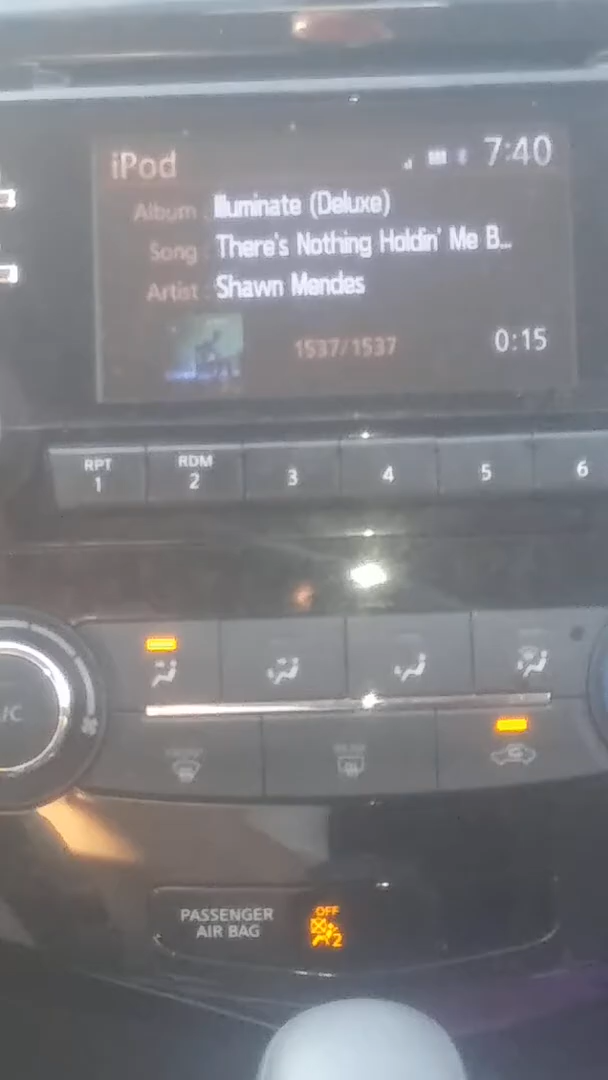 iPod 7:40
Album : Illuminate (Deluxe)
Song : There's Nothing Holdin' Me B...
Artist : Shawn Mendes
1537/1537 0:15
RPT RDM
1 2 3 4 5 6
/C
PASSENGER
AIR BAG
OFF
2